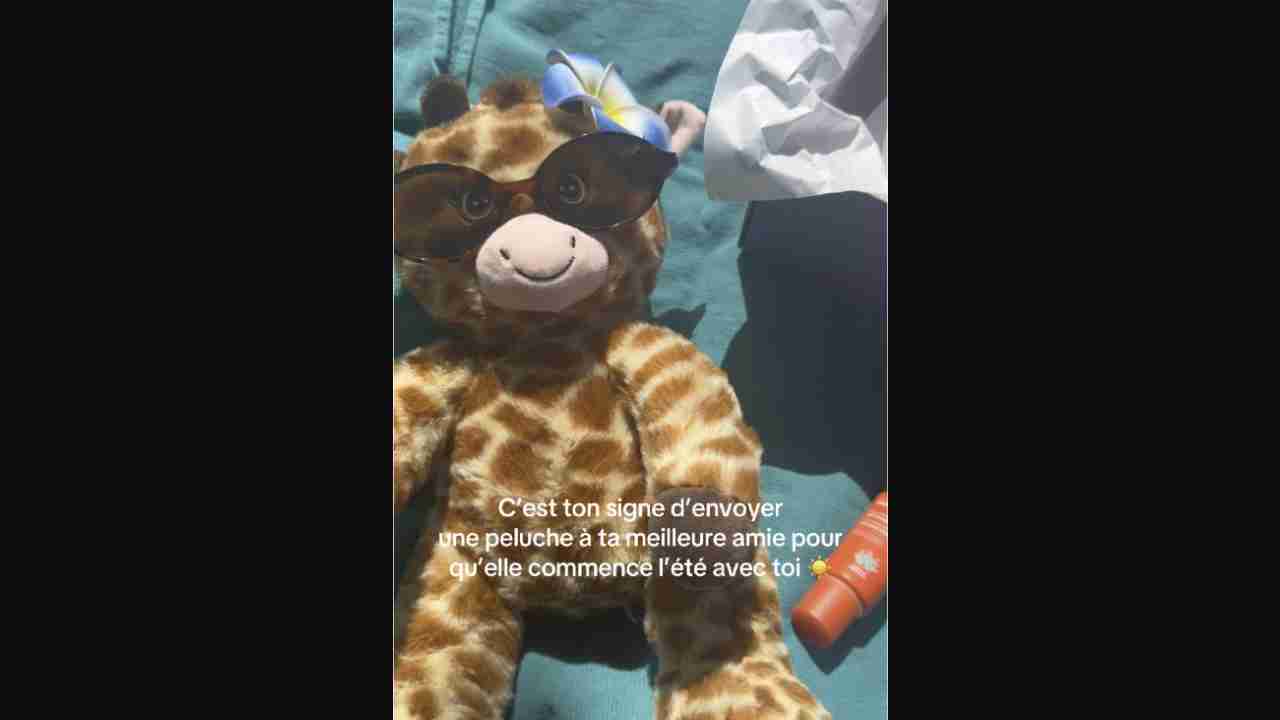 C'est ton signe d'envoyer
une peluche à ta meilleure amie pour
qu'elle commence l'été avec toi ☀️